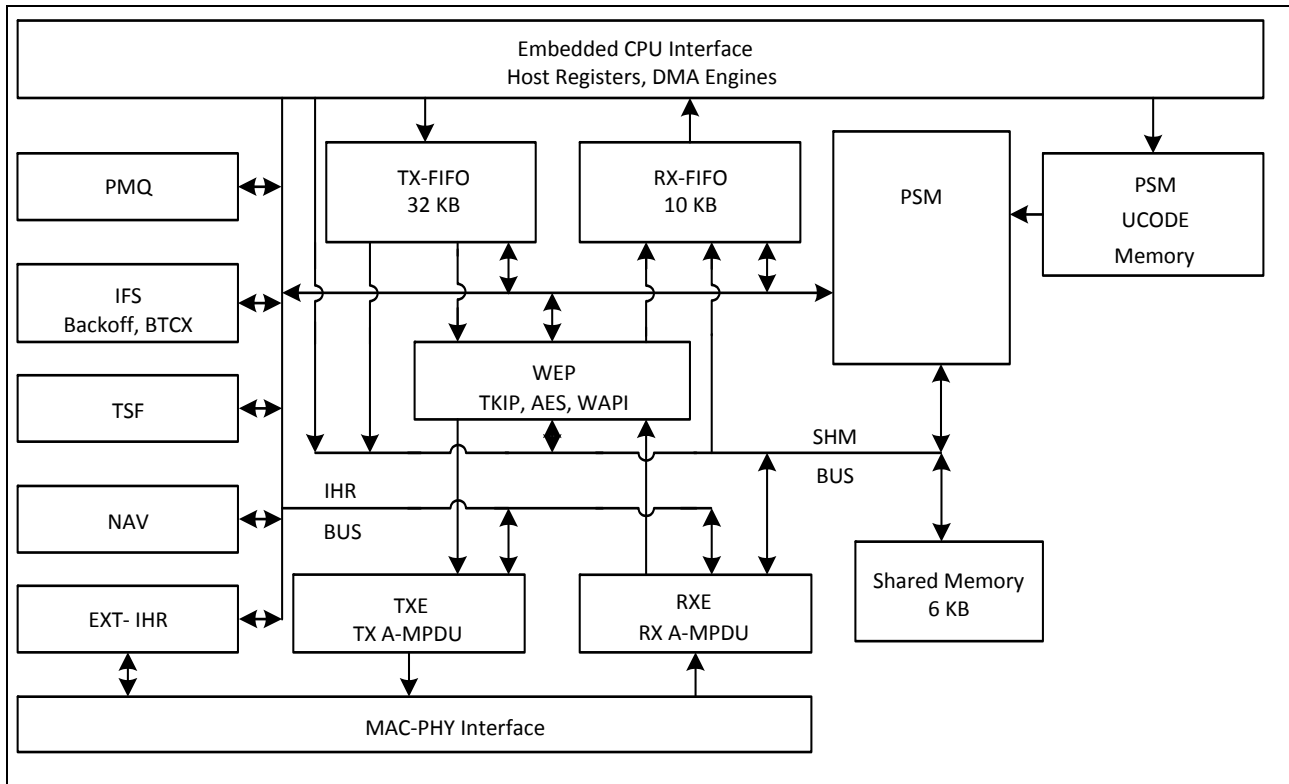 Embedded CPU Interface
Host Registers, DMA Engines
PMQ
TX-FIFO
32 KB
RX-FIFO
10 KB
PSM
PSM
UCODE
Memory
IFS
Backoff, BTCX
WEP
TKIP, AES, WAPI
TSF
SHM
BUS
IHR
BUS
NAV
Shared Memory
6 KB
EXT- IHR
TXE
TX A-MPDU
RXE
RX A-MPDU
MAC-PHY Interface